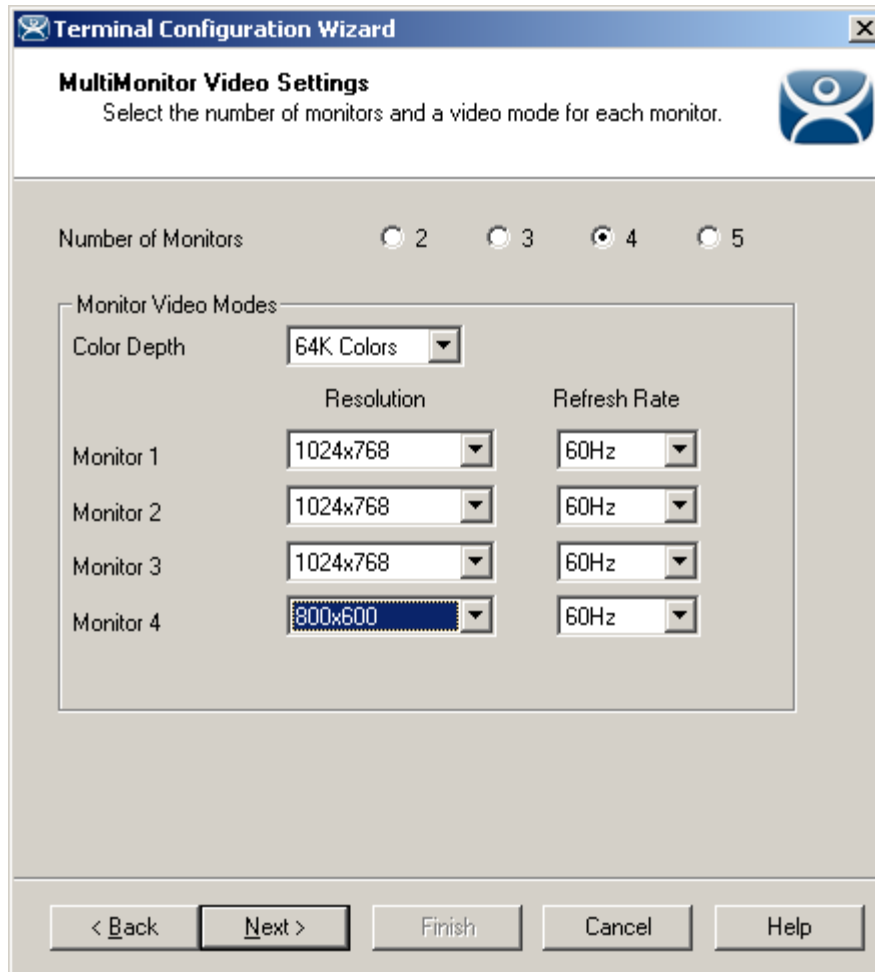 Terminal Configuration Wizard
MultiMonitor Video Settings
Select the number of monitors and a video mode for each monitor.
Number of Monitors 2 3 4 5
Monitor Video Modes
Color Depth 64K Colors
Resolution Refresh Rate
Monitor 1 1024x768 60Hz
Monitor 2 1024x768 60Hz
Monitor 3 1024x768 60Hz
Monitor 4 800x600 60Hz
< Back Next > Finish Cancel Help